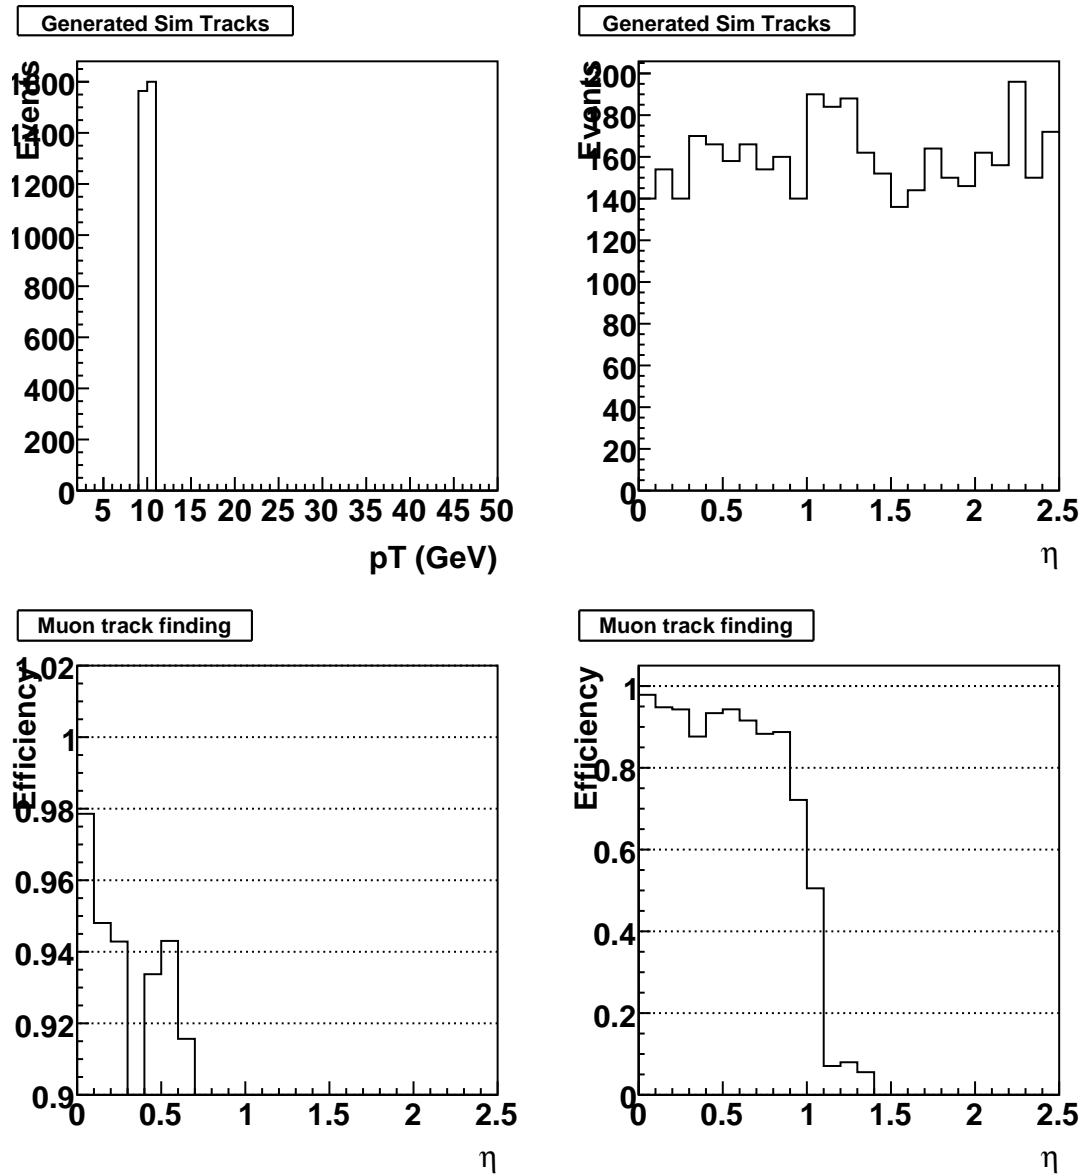 Generated Sim Tracks
Events
1600
1400
1200
1000
800
600
400
200
0
5 10 15 20 25 30 35 40 45 50
pT (GeV)
Generated Sim Tracks
Events
200
180
160
140
120
100
80
60
40
20
0
0 0.5 1 1.5 2 2.5
η
Muon track finding
Efficiency
1.02
1
0.98
0.96
0.94
0.92
0.9
0 0.5 1 1.5 2 2.5
η
Muon track finding
Efficiency
1
0.8
0.6
0.4
0.2
0
0 0.5 1 1.5 2 2.5
η